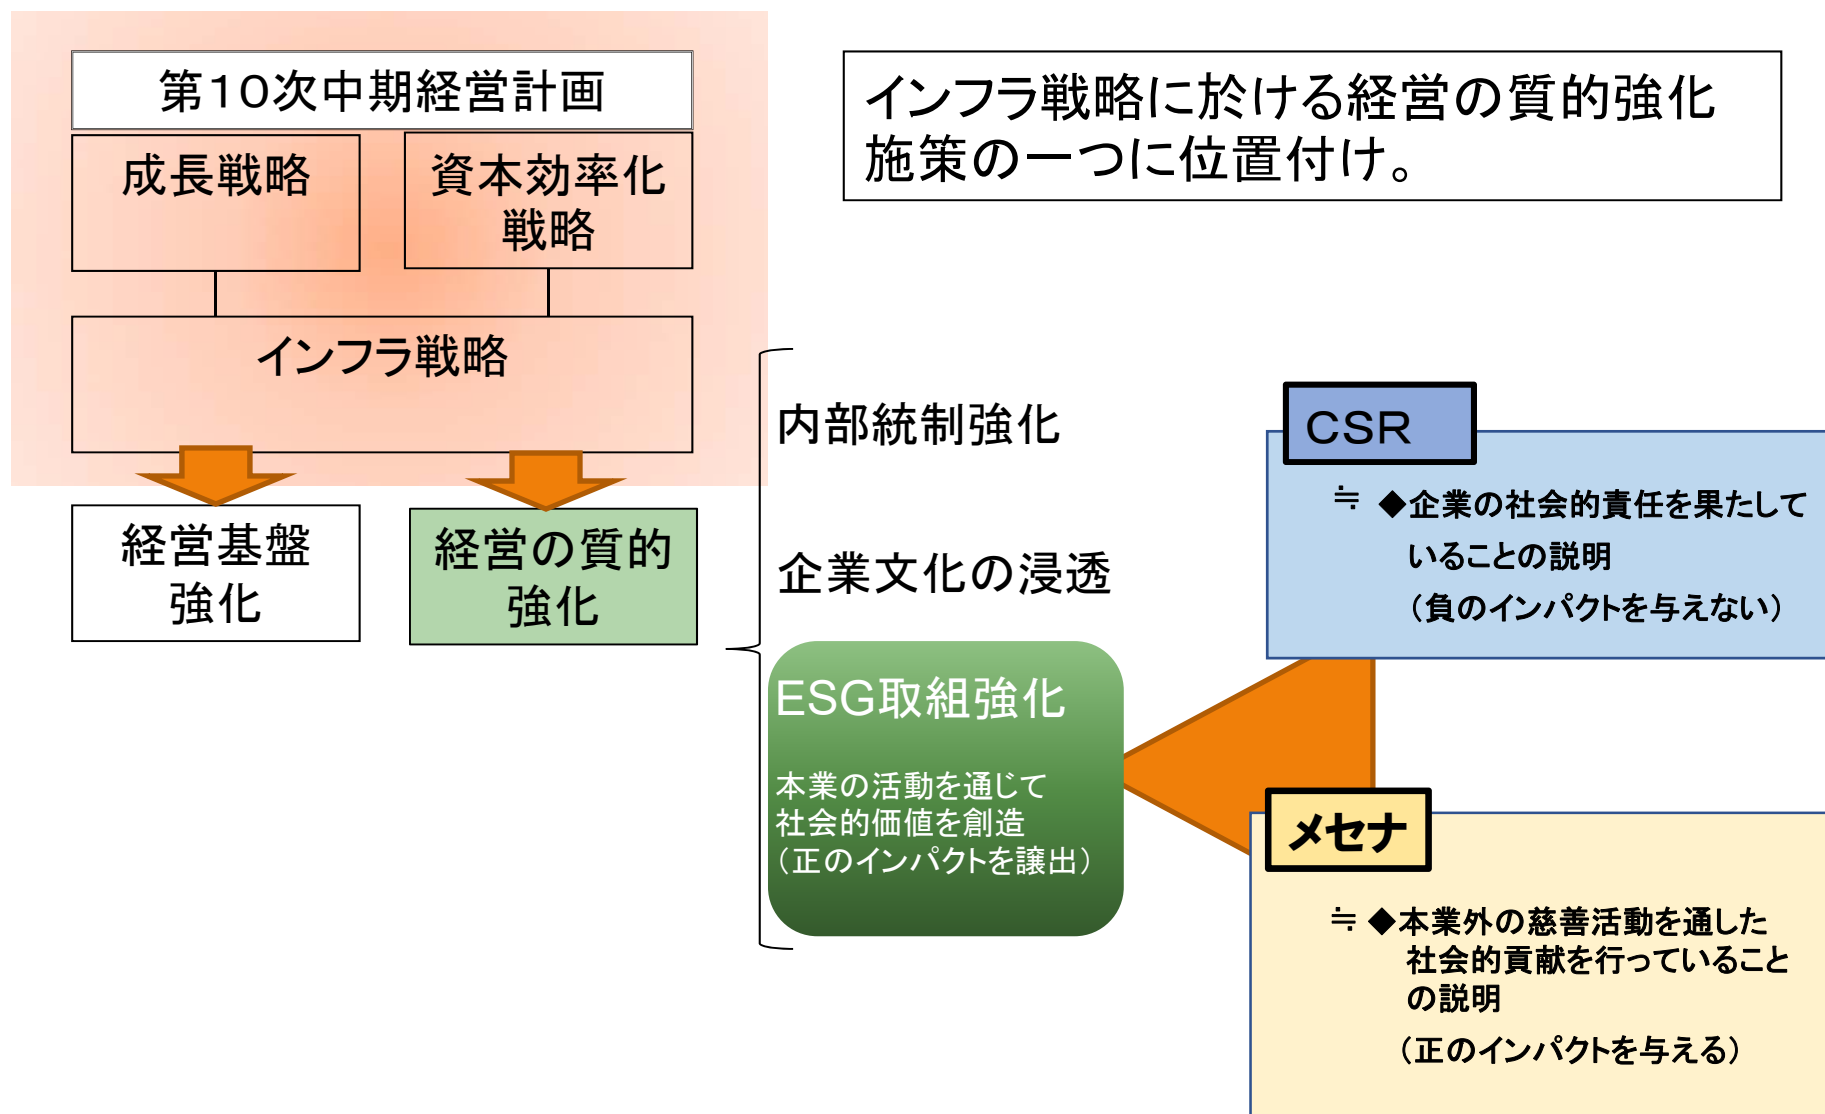 第10次中期経営計画
成長戦略
資本効率化
戦略
インフラ戦略
経営基盤
強化
経営の質的
強化
インフラ戦略に於ける経営の質的強化
施策の一つに位置付け。
内部統制強化
企業文化の浸透
ESG取組強化
本業の活動を通じて
社会的価値を創造
（正のインパクトを譲出）
CSR
≒ ◆企業の社会的責任を果たして
いることの説明
（負のインパクトを与えない）
メセナ
≒ ◆本業外の慈善活動を通した
社会的貢献を行っていること
の説明
（正のインパクトを与える）